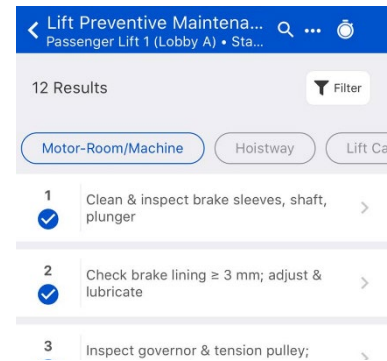 Lift Preventive Maintena...
Passenger Lift 1 (Lobby A) • Sta...
12 Results
Filter
Motor-Room/Machine
Hoistway
Lift Ca
1
Clean & inspect brake sleeves, shaft,
plunger
2
Check brake lining ≥ 3 mm; adjust &
lubricate
3
Inspect governor & tension pulley;